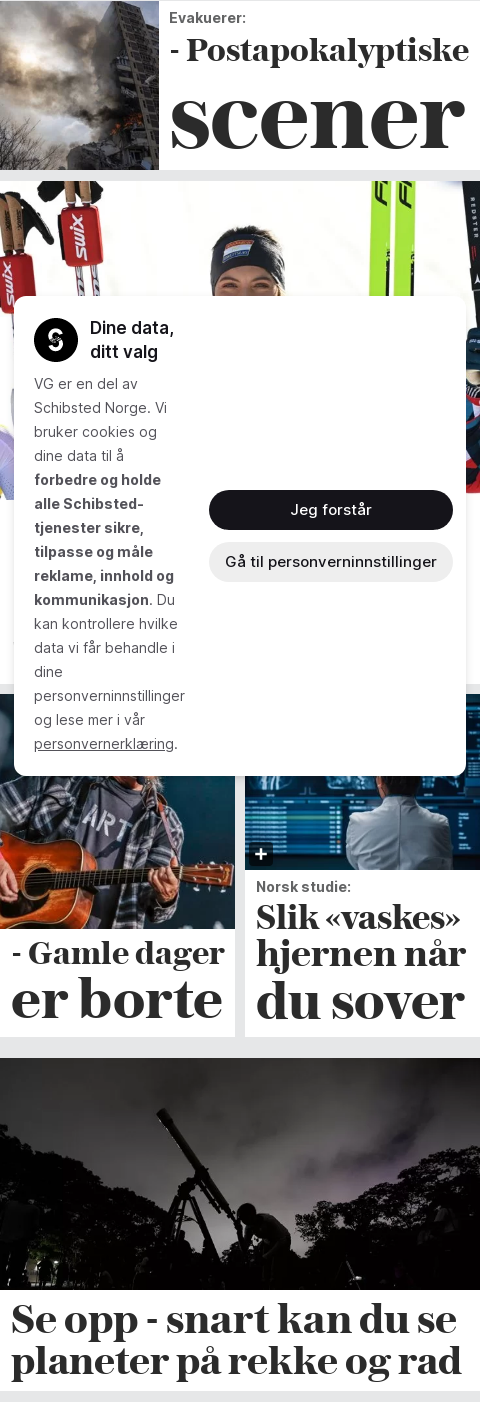 Evakuerer:
- Postapokalyptiske
scener
SWIX
SWIX
REDSTER
Dine data,
ditt valg
VG er en del av
Schibsted Norge. Vi
bruker cookies og
dine data til å
forbedre og holde
alle Schibsted-
tjenester sikre,
tilpasse og måle
reklame, innhold og
kommunikasjon. Du
kan kontrollere hvilke
data vi får behandle i
dine
personverninnstillinger
og lese mer i vår
personvernerklæring.
Jeg forstår
Gå til personverninnstillinger
ART
- Gamle dager
er borte
Norsk studie:
Slik «vaskes»
hjernen når
du sover
Se opp - snart kan du se
planeter på rekke og rad